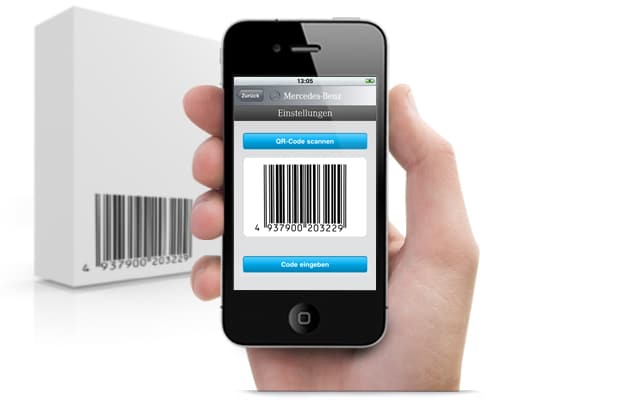 13:05
Zurück
Mercedes-Benz
Einstellungen
QR-Code scannen
4 937900 203229
Code eingeben
4 937900 203229